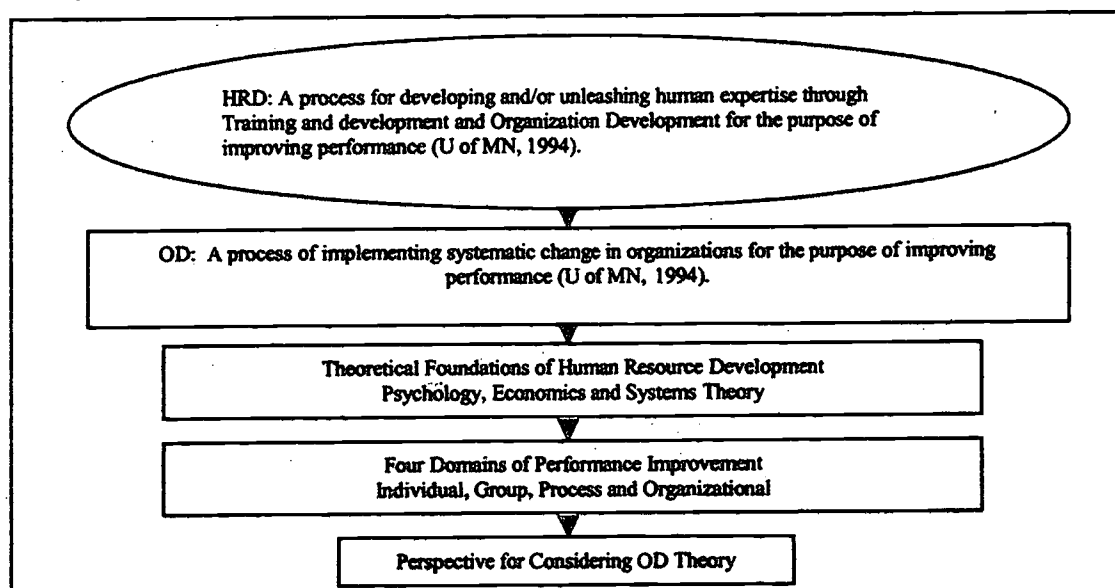 HRD: A process for developing and/or unleashing human expertise through
Training and development and Organization Development for the purpose of
improving performance (U of MN, 1994).
OD: A process of implementing systematic change in organizations for the purpose of improving
performance (U of MN, 1994).
Theoretical Foundations of Human Resource Development
Psychology, Economics and Systems Theory
Four Domains of Performance Improvement
Individual, Group, Process and Organizational
Perspective for Considering OD Theory